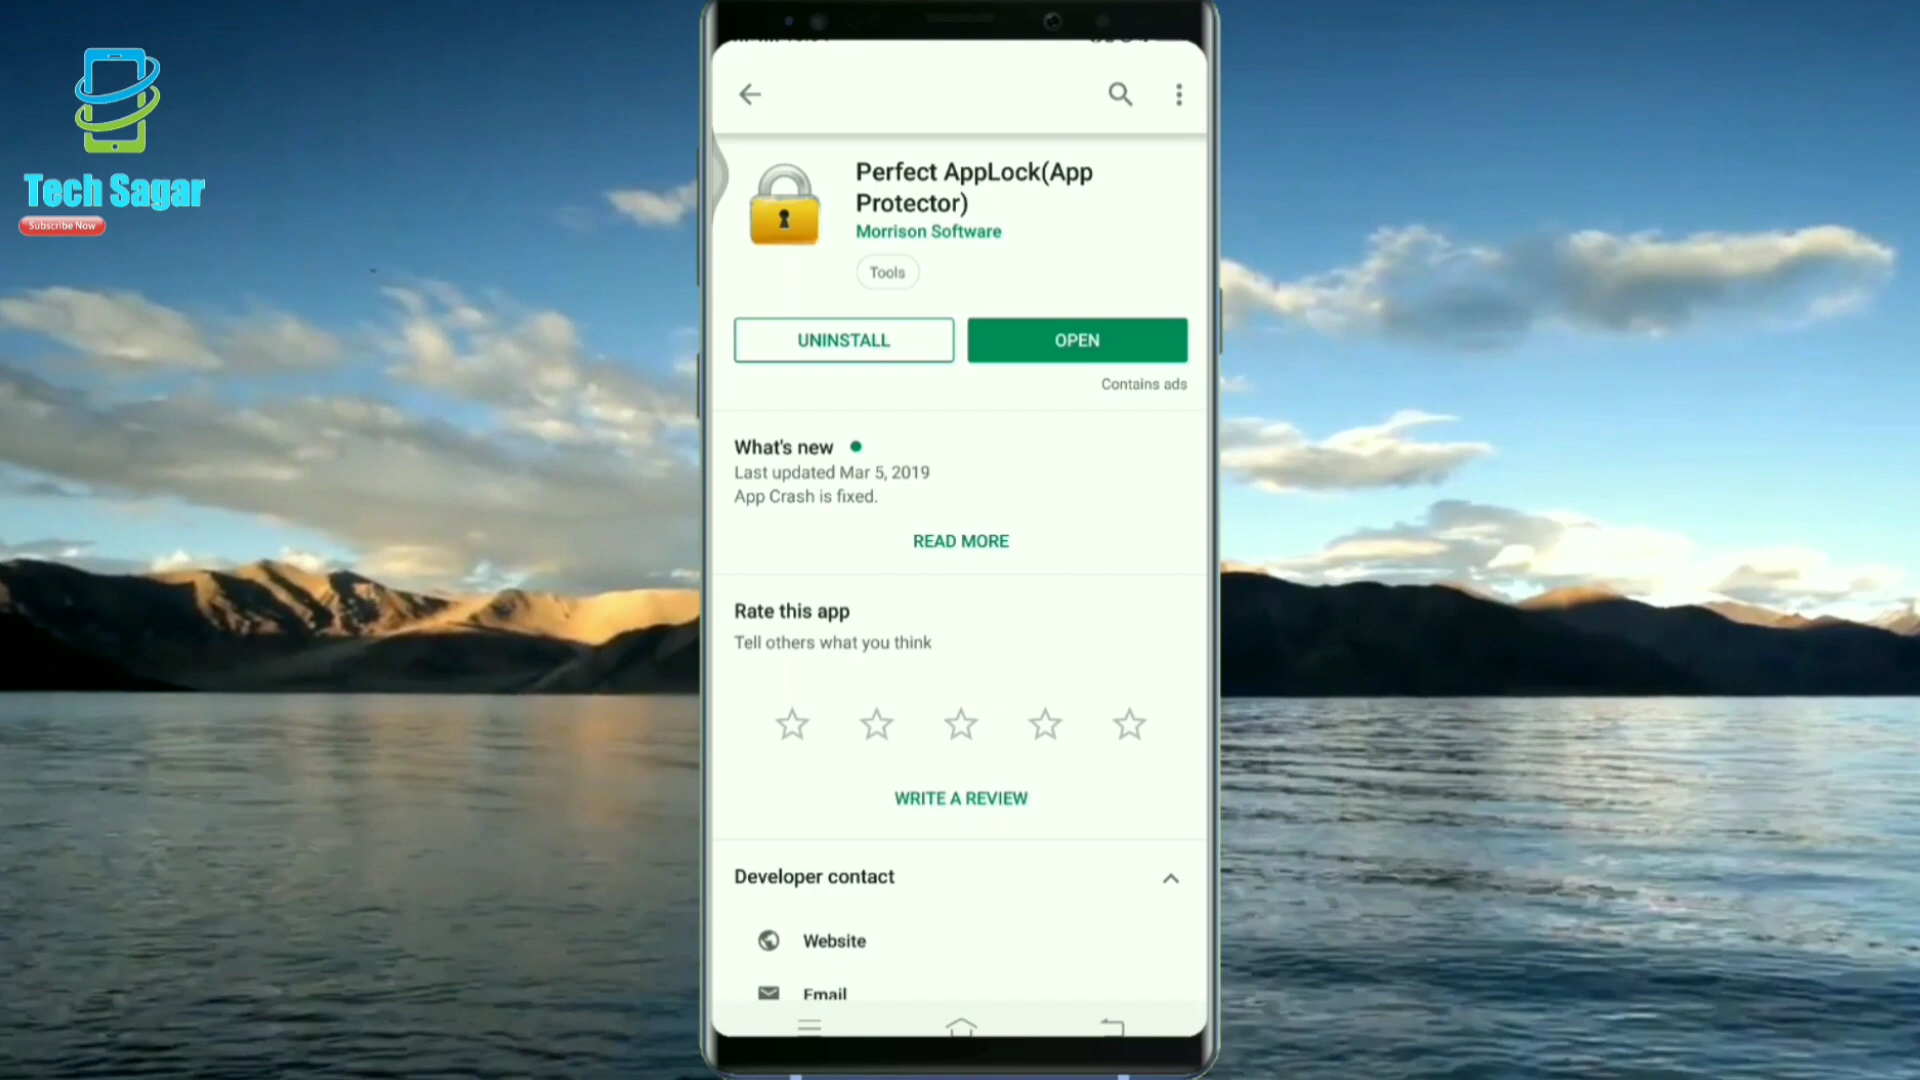 Tech Sagar
Subscribe Now
Perfect AppLock(App
Protector)
Morrison Software
Tools
UNINSTALL
OPEN
Contains ads
What's new
Last updated Mar 5, 2019
App Crash is fixed.
READ MORE
Rate this app
Tell others what you think
WRITE A REVIEW
Developer contact
Website
Email